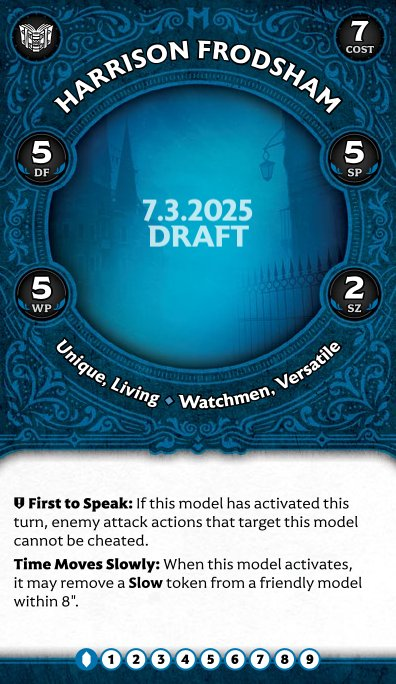 7
COST
HARRISON FRODSHAM
5
DF
5
SP
7.3.2025
DRAFT
5
WP
2
SZ
Unique, Living ◆ Watchmen, Versatile
First to Speak: If this model has activated this
turn, enemy attack actions that target this model
cannot be cheated.
Time Moves Slowly: When this model activates,
it may remove a Slow token from a friendly model
within 8".
1 2 3 4 5 6 7 8 9